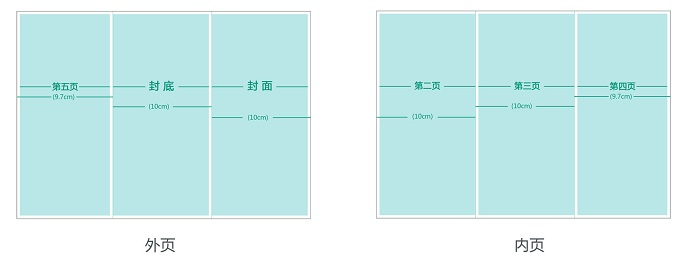 第五页
(9.7cm)
封 底
(10cm)
封 面
(10cm)
外页
第二页
(10cm)
第三页
(10cm)
第四页
(9.7cm)
内页